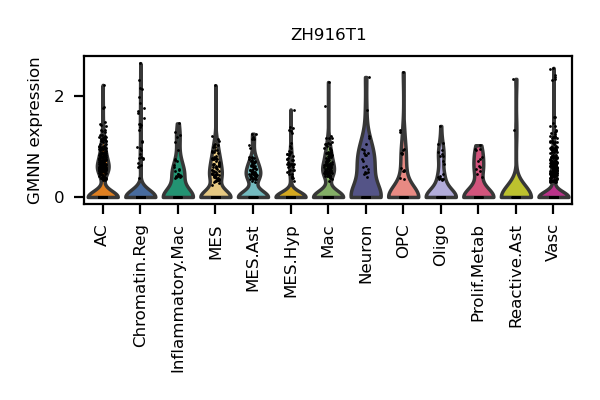 ZH916T1
GMNN expression
2
0
AC
Chromatin.Reg
Inflammatory.Mac
MES
MES.Ast
MES.Hyp
Mac
Neuron
OPC
Oligo
Prolif.Metab
Reactive.Ast
Vasc